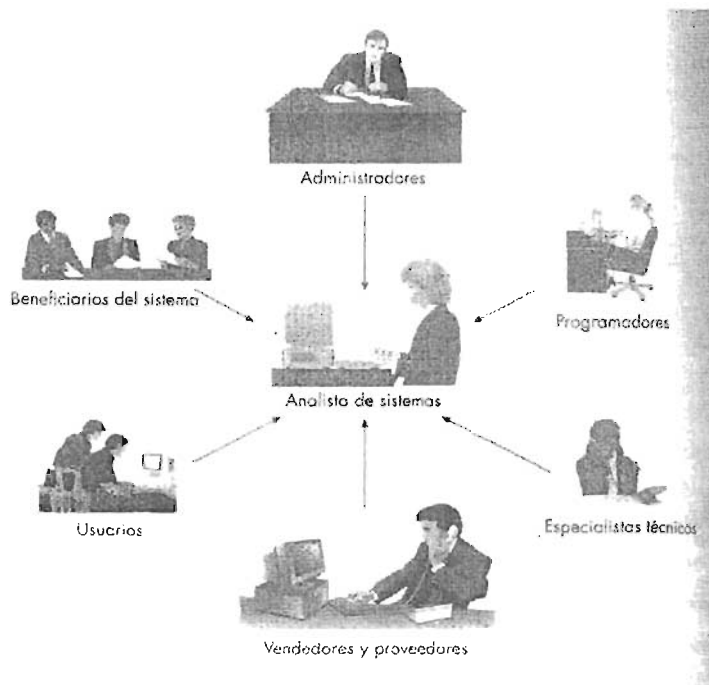 Administradores
Beneficiarios del sistema
Programadores
Analista de sistemas
Usuarios
Especialistas técnicos
Vendedores y proveedores